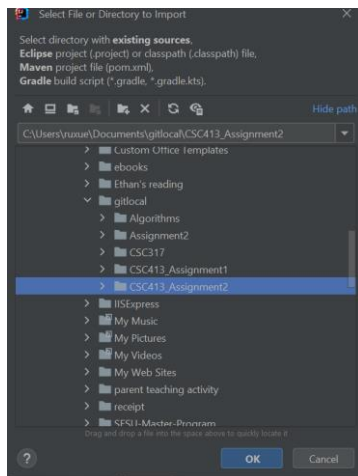 Select File or Directory to Import
Select directory with existing sources,
Eclipse project (.project) or classpath (.classpath) file,
Maven project file (pom.xml),
Gradle build script (*.gradle, *.gradle.kts).
Hide path
C:\Users\ruxue\Documents\gitlocal\CSC413_Assignment2
Custom Office Templates
ebooks
Ethan's reading
gitlocal
Algorithms
Assignment2
CSC317
CSC413_Assignment1
CSC413_Assignment2
IISExpress
My Music
My Pictures
My Videos
My Web Sites
parent teaching activity
receipt
SFSU-Master-Program
Drag and drop a file into the space above to quickly locate it
? OK Cancel